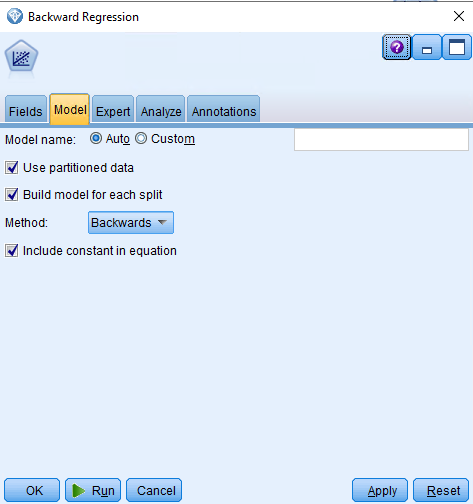 Backward Regression
Fields Model Expert Analyze Annotations
Model name: Auto Custom
Use partitioned data
Build model for each split
Method: Backwards
Include constant in equation
OK Run Cancel Apply Reset